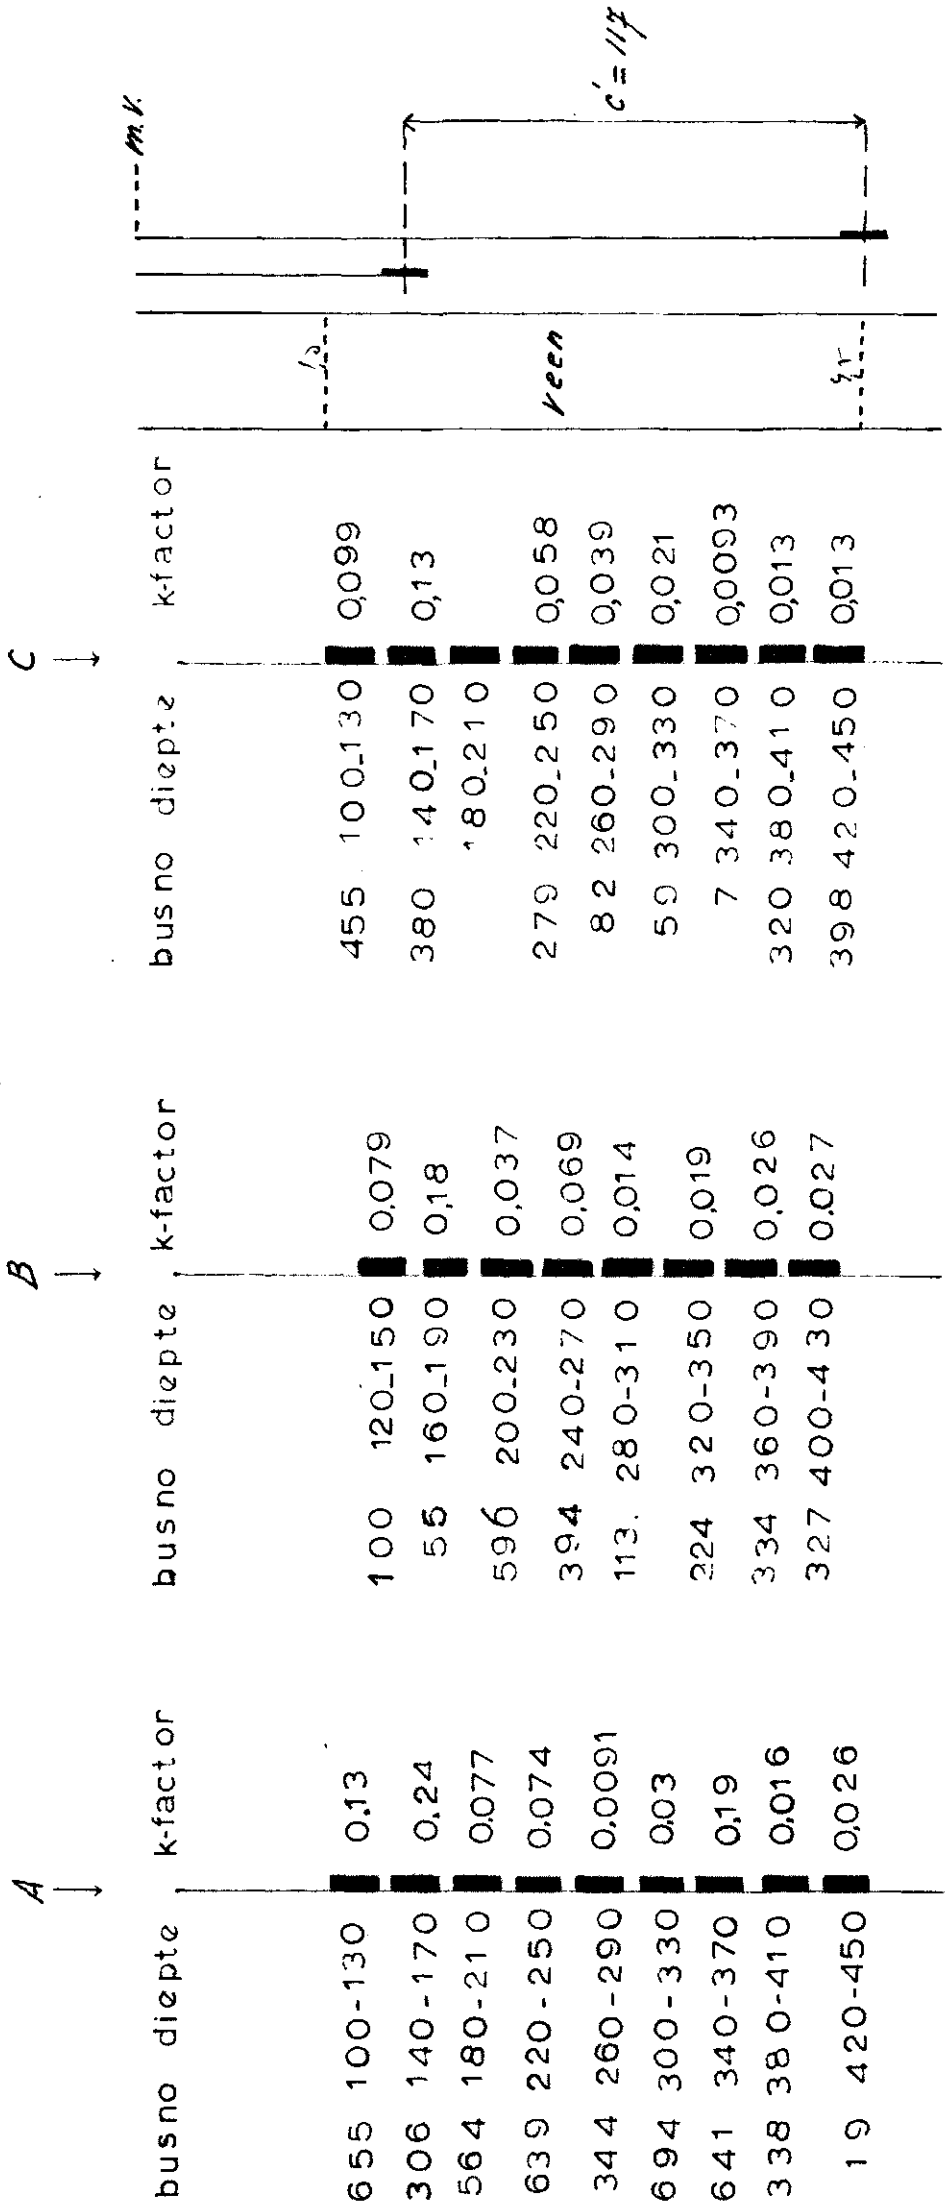 A
busno diepte k-factor
655 100-130 0,13
306 140-170 0,24
564 180-210 0,077
639 220-250 0,074
344 260-290 0,0091
694 300-330 0,03
641 340-370 0,19
338 380-410 0,016
19 420-450 0,026
B
busno diepte k-factor
100 120-150 0,079
55 160-190 0,18
596 200-230 0,037
394 240-270 0,069
113. 280-310 0,014
224 320-350 0,019
334 360-390 0,026
327 400-430 0.027
C
busno diepte k-factor
455 100-130 0,099
380 140-170 0,13
180-210
279 220-250 0,058
82 260-290 0,039
59 300-330 0,021
7 340-370 0,0093
320 380-410 0,013
398 420-450 0,013
m.v.
veen
c' = 117